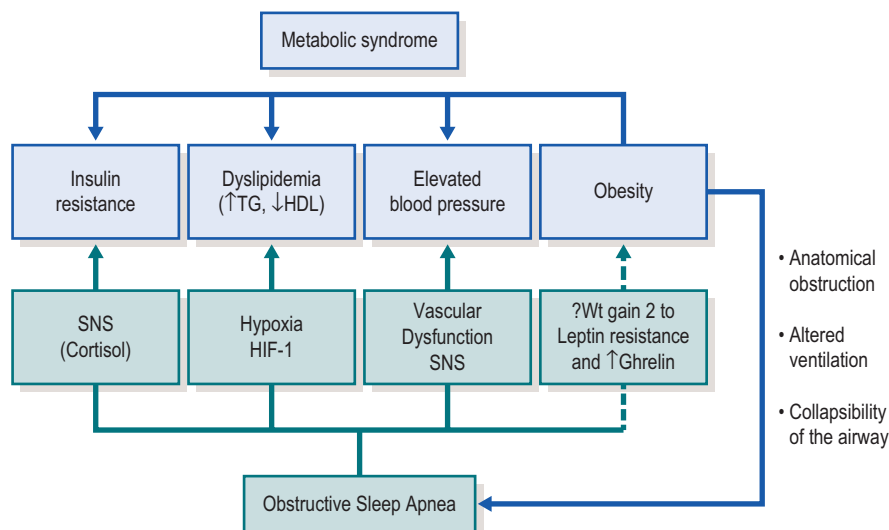 Metabolic syndrome
Insulin
resistance
Dyslipidemia
(↑TG, ↓HDL)
Elevated
blood pressure
Obesity
SNS
(Cortisol)
Hypoxia
HIF-1
Vascular
Dysfunction
SNS
?Wt gain 2 to
Leptin resistance
and ↑Ghrelin
• Anatomical
obstruction
• Altered
ventilation
• Collapsibility
of the airway
Obstructive Sleep Apnea